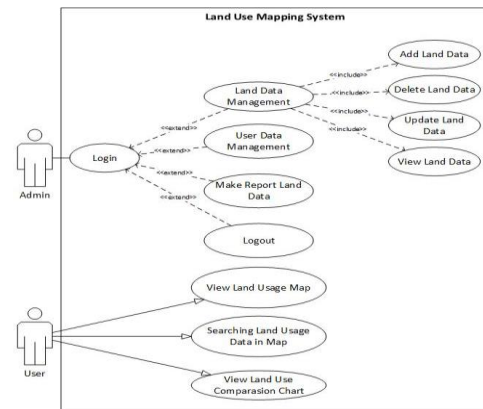 Land Use Mapping System
Add Land Data
<<include>>
Land Data
Management
<<include>>
Delete Land Data
<<include>>
Update Land
Data
<<include>>
View Land Data
<<extend>>
User Data
Management
<<extend>>
Login
Admin
<<extend>>
Make Report Land
Data
<<extend>>
Logout
View Land Usage Map
Searching Land Usage
Data in Map
User
View Land Use
Comparasion Chart